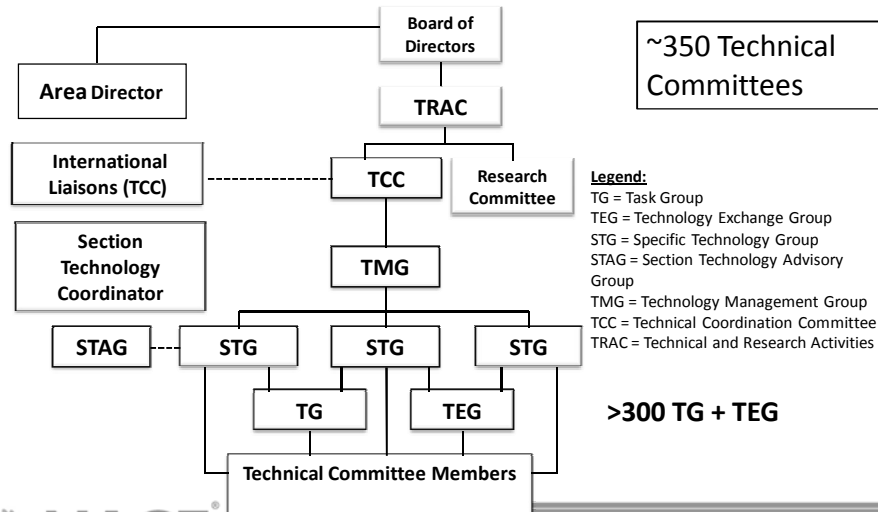 Board of
Directors
~350 Technical
Committees
Area Director
TRAC
International
Liaisons (TCC)
TCC
Research
Committee
Legend:
TG = Task Group
TEG = Technology Exchange Group
STG = Specific Technology Group
STAG = Section Technology Advisory
Group
TMG = Technology Management Group
TCC = Technical Coordination Committee
TRAC = Technical and Research Activities
Section
Technology
Coordinator
TMG
STAG
STG
STG
STG
TG
TEG
>300 TG + TEG
Technical Committee Members